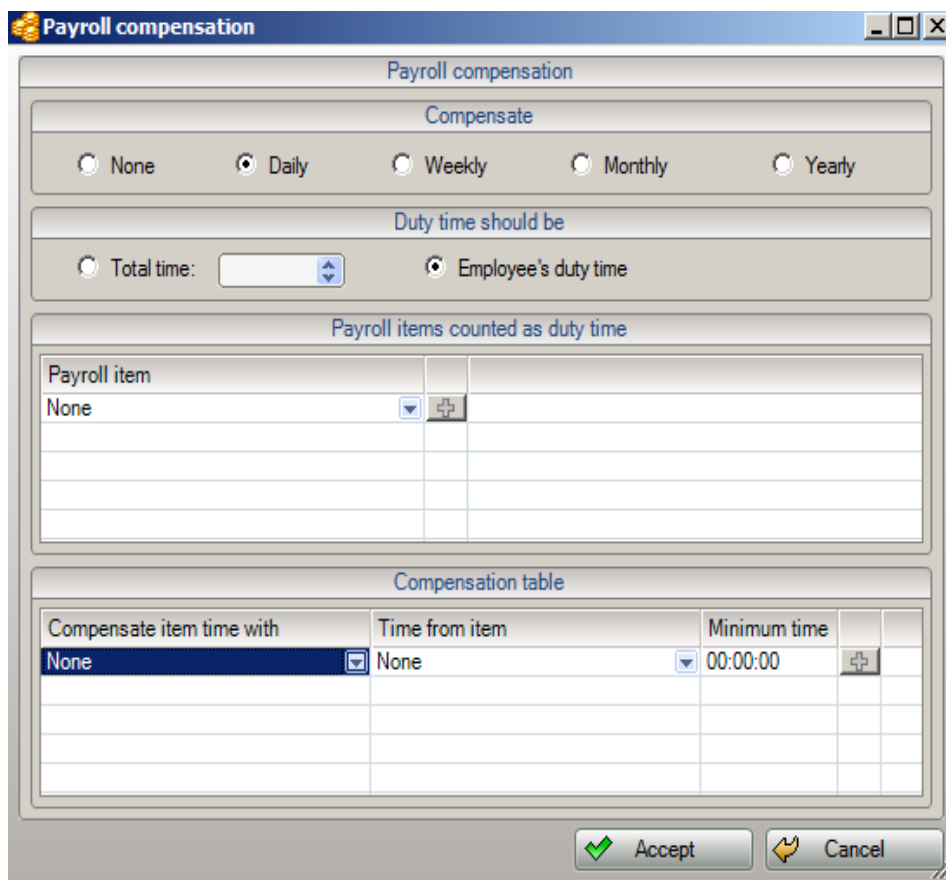 Payroll compensation
Payroll compensation
Compensate
None Daily Weekly Monthly Yearly
Duty time should be
Total time: Employee's duty time
Payroll items counted as duty time
Payroll item
None
Compensation table
Compensate item time with Time from item Minimum time
None None 00:00:00
Accept Cancel